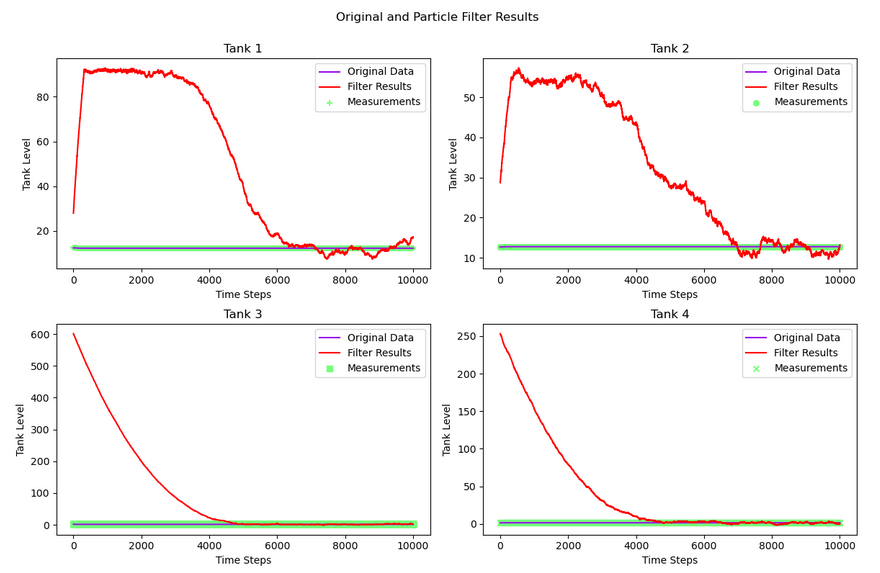 Original and Particle Filter Results
Tank 1
Tank Level
80
60
40
20
0 2000 4000 6000 8000 10000
Time Steps
Original Data
Filter Results
Measurements
Tank 2
Tank Level
50
40
30
20
10
0 2000 4000 6000 8000 10000
Time Steps
Original Data
Filter Results
Measurements
Tank 3
Tank Level
600
500
400
300
200
100
0
0 2000 4000 6000 8000 10000
Time Steps
Original Data
Filter Results
Measurements
Tank 4
Tank Level
250
200
150
100
50
0
0 2000 4000 6000 8000 10000
Time Steps
Original Data
Filter Results
Measurements